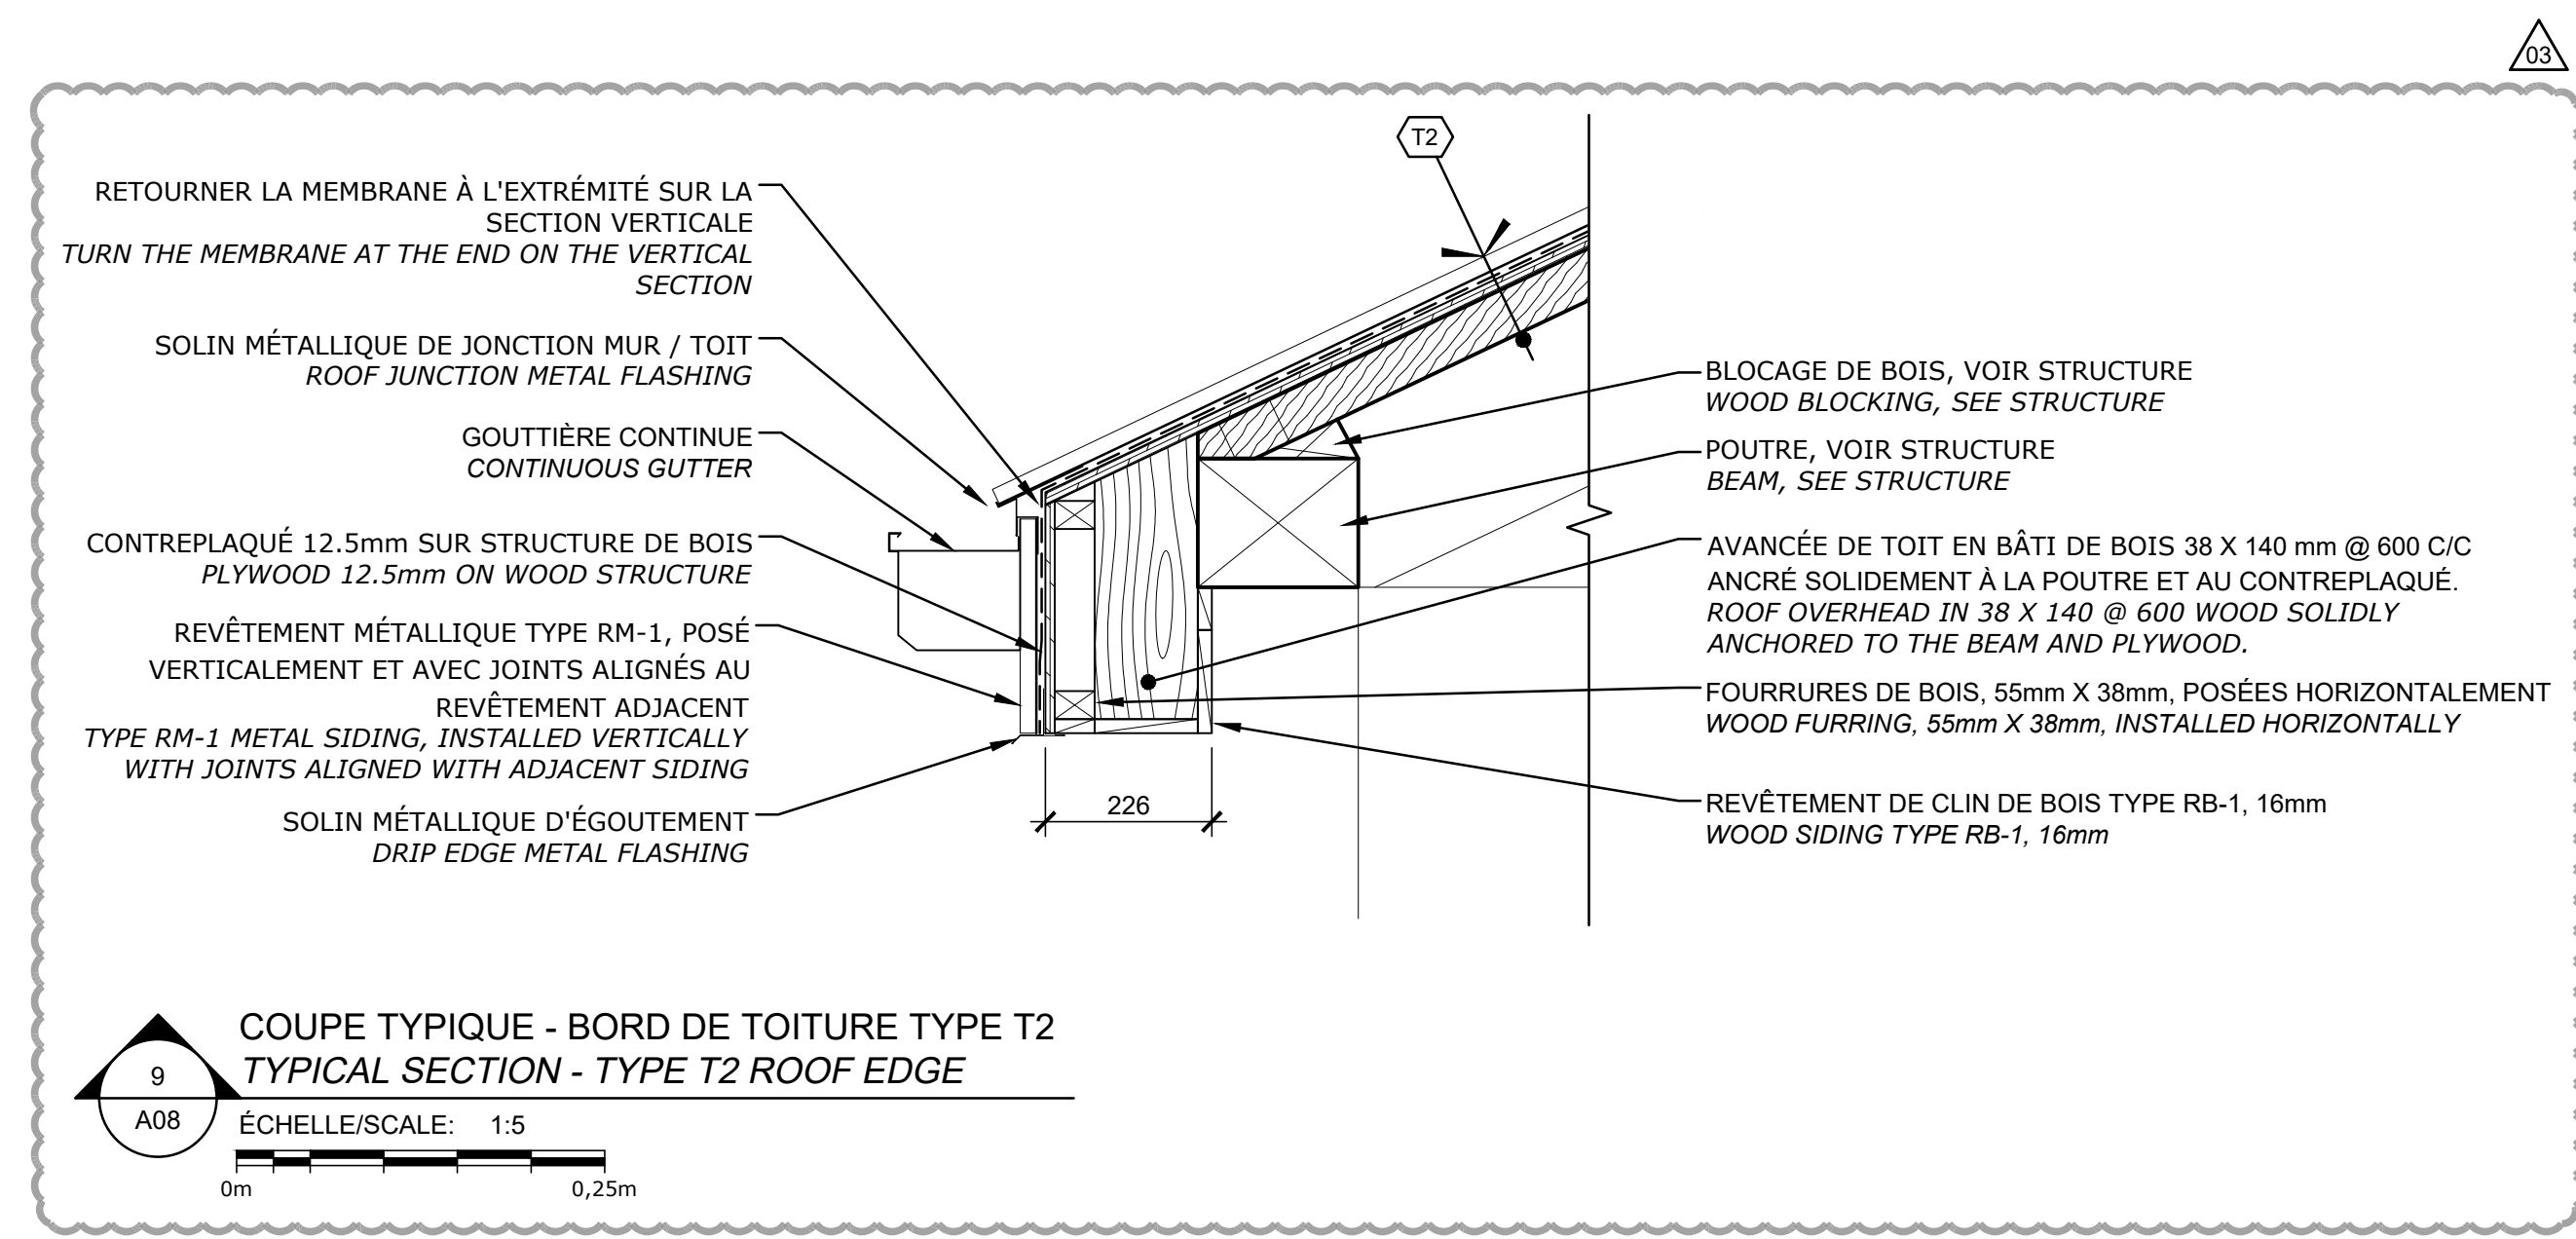 03
T2
RETOURNER LA MEMBRANE À L'EXTRÉMITÉ SUR LA
SECTION VERTICALE
TURN THE MEMBRANE AT THE END ON THE VERTICAL
SECTION
SOLIN MÉTALLIQUE DE JONCTION MUR / TOIT
ROOF JUNCTION METAL FLASHING
GOUTTIÈRE CONTINUE
CONTINUOUS GUTTER
CONTREPLAQUÉ 12.5mm SUR STRUCTURE DE BOIS
PLYWOOD 12.5mm ON WOOD STRUCTURE
REVÊTEMENT MÉTALLIQUE TYPE RM-1, POSÉ
VERTICALEMENT ET AVEC JOINTS ALIGNÉS AU
REVÊTEMENT ADJACENT
TYPE RM-1 METAL SIDING, INSTALLED VERTICALLY
WITH JOINTS ALIGNED WITH ADJACENT SIDING
SOLIN MÉTALLIQUE D'ÉGOUTEMENT
DRIP EDGE METAL FLASHING
BLOCAGE DE BOIS, VOIR STRUCTURE
WOOD BLOCKING, SEE STRUCTURE
POUTRE, VOIR STRUCTURE
BEAM, SEE STRUCTURE
AVANCÉE DE TOIT EN BÂTI DE BOIS 38 X 140 mm @ 600 C/C
ANCRÉ SOLIDEMENT À LA POUTRE ET AU CONTREPLAQUÉ.
ROOF OVERHEAD IN 38 X 140 @ 600 WOOD SOLIDLY
ANCHORED TO THE BEAM AND PLYWOOD.
FOURRURES DE BOIS, 55mm X 38mm, POSÉES HORIZONTALEMENT
WOOD FURRING, 55mm X 38mm, INSTALLED HORIZONTALLY
REVÊTEMENT DE CLIN DE BOIS TYPE RB-1, 16mm
WOOD SIDING TYPE RB-1, 16mm
226
COUPE TYPIQUE - BORD DE TOITURE TYPE T2
TYPICAL SECTION - TYPE T2 ROOF EDGE
9
A08
ÉCHELLE/SCALE: 1:5
0m 0,25m